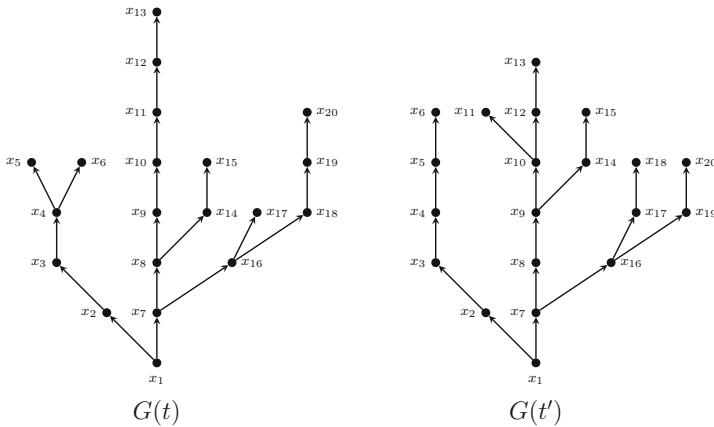 x13
x12 x13
x11 x20 x6 x11 x12 x15
x5 x6 x10 x15 x19 x5 x10 x14 x18 x20
x4 x9 x14 x17 x18 x4 x9 x17 x19
x3 x8 x16 x3 x8 x16
x2 x7 x2 x7
x1 x1
G(t) G(t′)